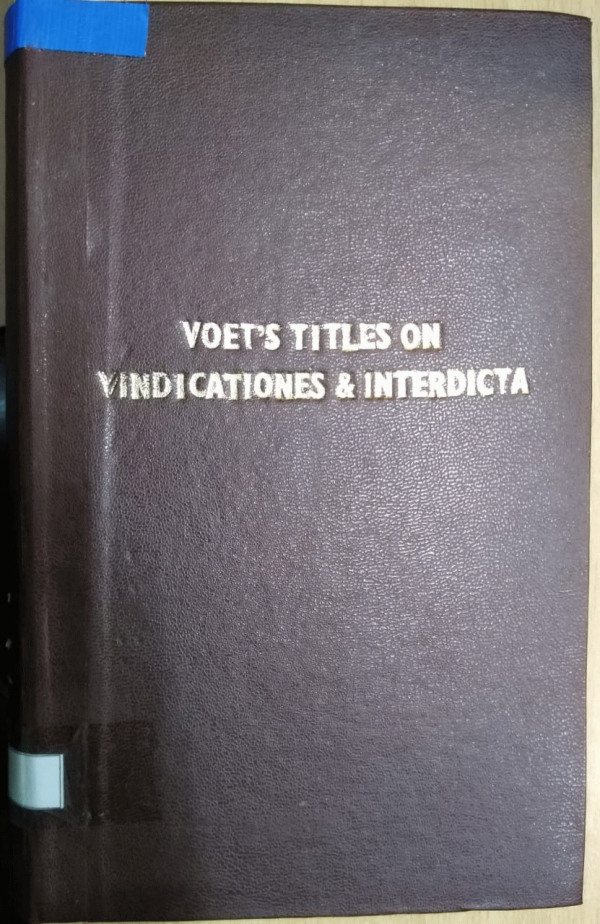 VOET'S TITLES ON
VINDICATIONES & INTERDICTA